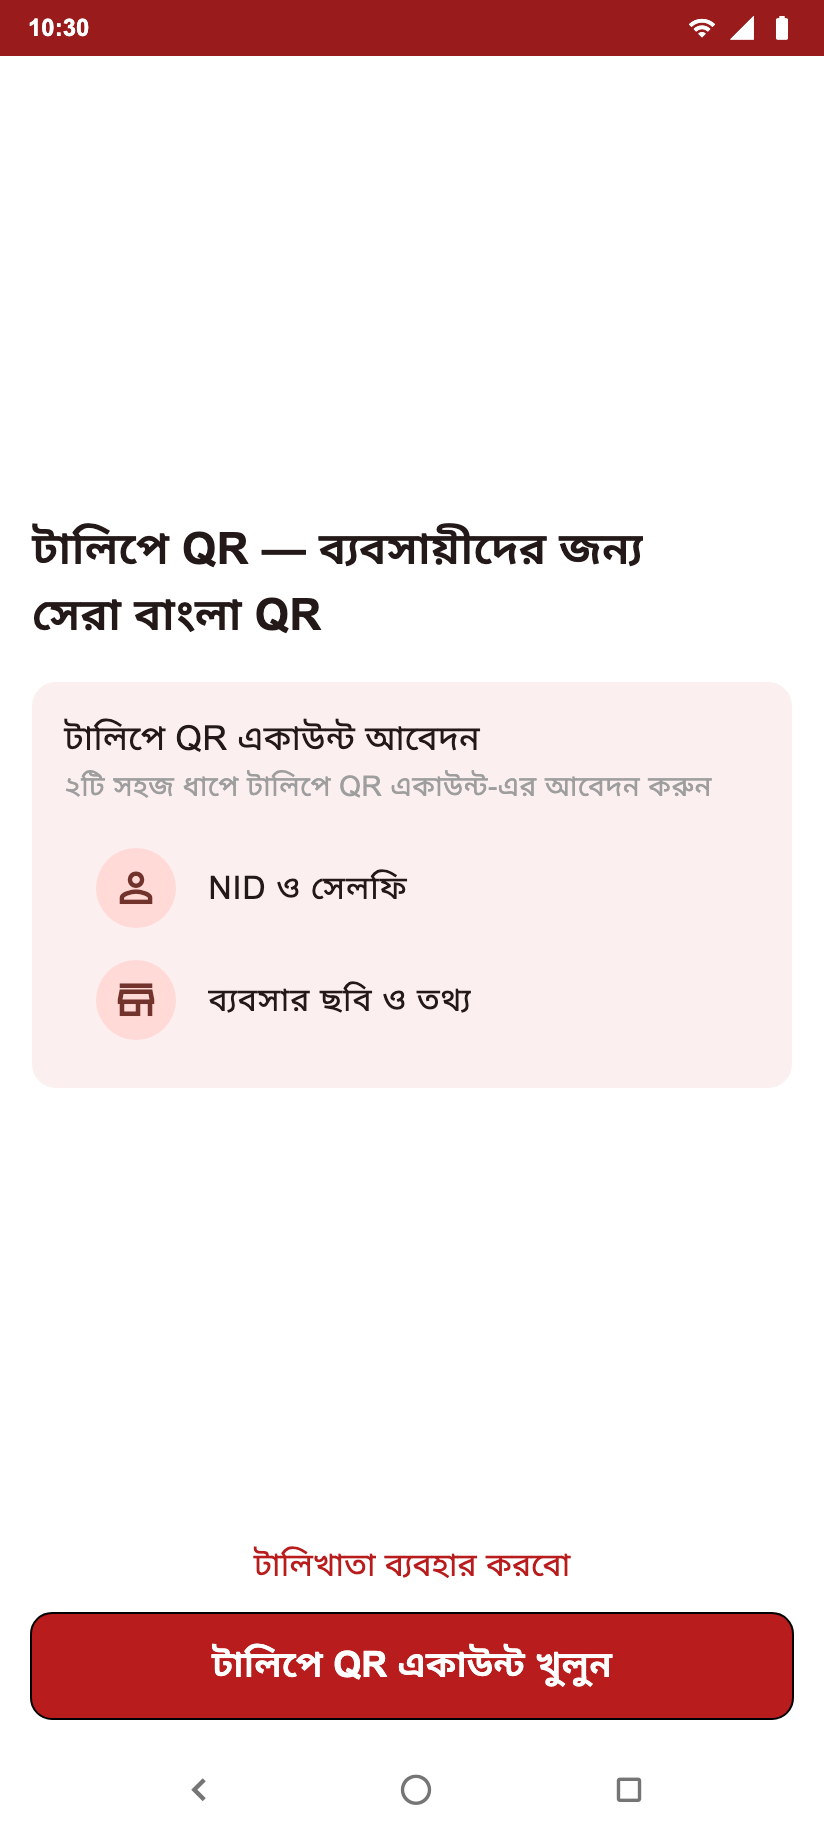 10:30
টালিপে QR — ব্যবসায়ীদের জন্য
সেরা বাংলা QR
টালিপে QR একাউন্ট আবেদন
২টি সহজ ধাপে টালিপে QR একাউন্ট-এর আবেদন করুন
NID ও সেলফি
ব্যবসার ছবি ও তথ্য
টালিখাতা ব্যবহার করবো
টালিপে QR একাউন্ট খুলুন